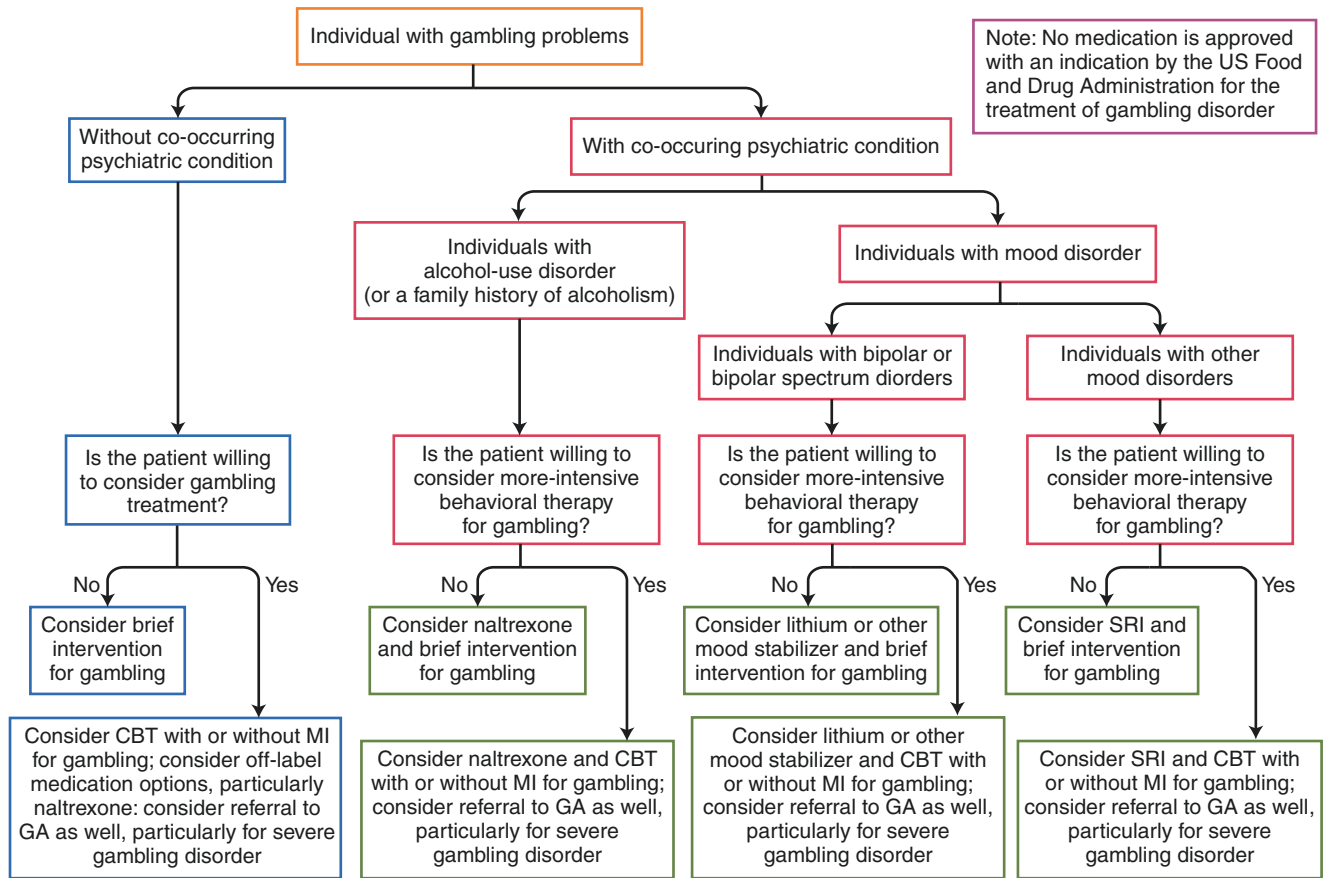 Individual with gambling problems
Note: No medication is approved
with an indication by the US Food
and Drug Administration for the
treatment of gambling disorder
Without co-occurring
psychiatric condition
With co-occuring psychiatric condition
Individuals with
alcohol-use disorder
(or a family history of alcoholism)
Individuals with mood disorder
Individuals with bipolar or
bipolar spectrum diorders
Individuals with other
mood disorders
Is the patient willing
to consider gambling
treatment?
Is the patient willing to
consider more-intensive
behavioral therapy
for gambling?
Is the patient willing to
consider more-intensive
behavioral therapy
for gambling?
Is the patient willing to
consider more-intensive
behavioral therapy
for gambling?
No
Yes
No
Yes
No
Yes
No
Yes
Consider brief
intervention
for gambling
Consider naltrexone
and brief intervention
for gambling
Consider lithium or other
mood stabilizer and brief
intervention for gambling
Consider SRI and
brief intervention
for gambling
Consider CBT with or without MI
for gambling; consider off-label
medication options, particularly
naltrexone: consider referral to
GA as well, particularly for severe
gambling disorder
Consider naltrexone and CBT
with or without MI for gambling;
consider referral to GA as well,
particularly for severe
gambling disorder
Consider lithium or other
mood stabilizer and CBT with
or without MI for gambling;
consider referral to GA as well,
particularly for severe
gambling disorder
Consider SRI and CBT with
or without MI for gambling;
consider referral to GA as well,
particularly for severe
gambling disorder